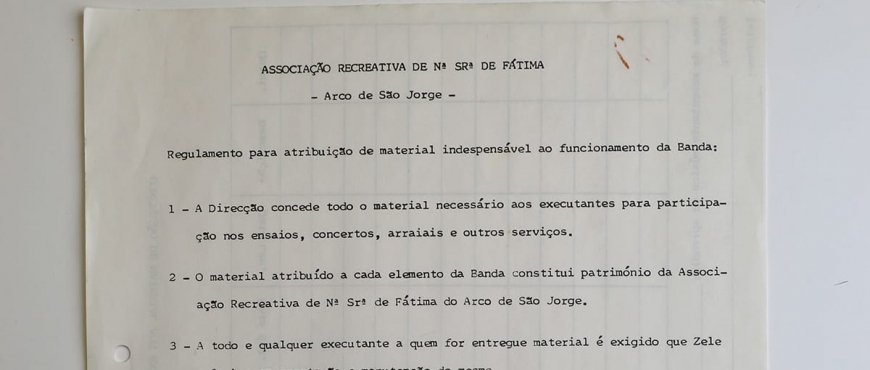 ASSOCIAÇÃO RECREATIVA DE Nª SRª DE FÁTIMA
- Arco de São Jorge -
Regulamento para atribuição de material indespensável ao funcionamento da Banda:
1 - A Direcção concede todo o material necessário aos executantes para participa-
ção nos ensaios, concertos, arraiais e outros serviços.
2 - O material atribuído a cada elemento da Banda constitui património da Associ-
ação Recreativa de Nª Srª de Fátima do Arco de São Jorge.
3 - A todo e qualquer executante a quem for entregue material é exigido que Zele